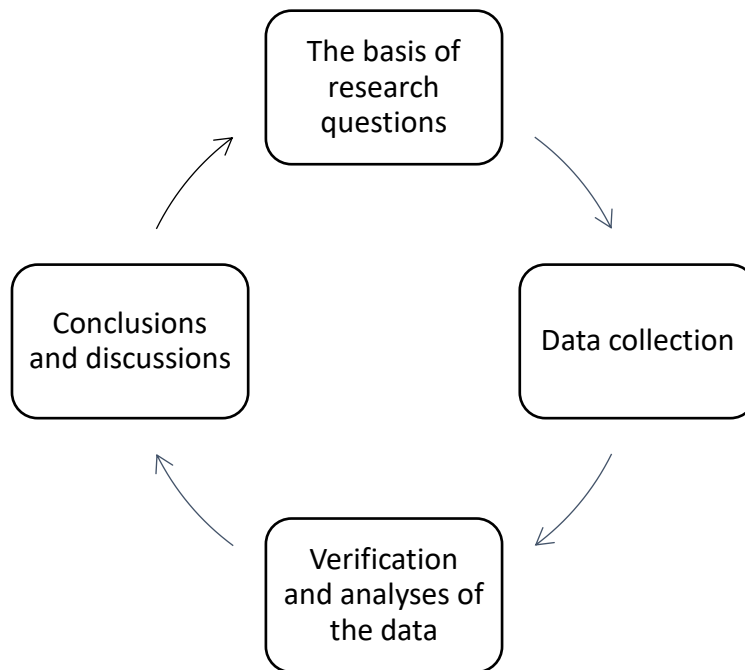 The basis of
research
questions
Data collection
Verification
and analyses of
the data
Conclusions
and discussions